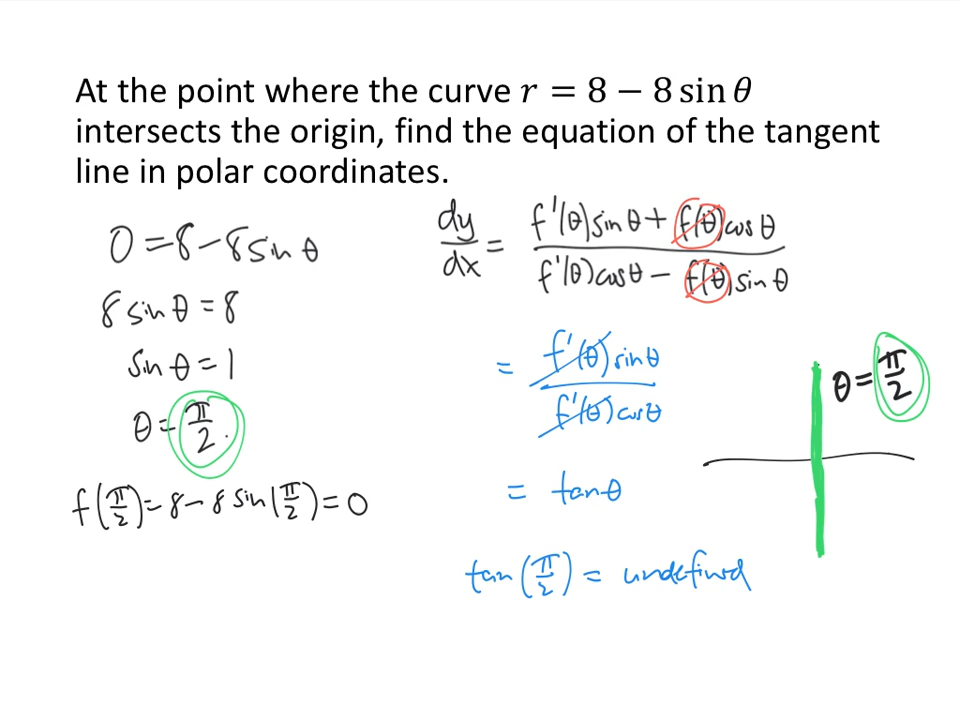 At the point where the curve r = 8 − 8 sin θ
intersects the origin, find the equation of the tangent
line in polar coordinates.
0 = 8 - 8 sin θ
8 sin θ = 8
sin θ = 1
θ = π/2.
f(π/2) = 8 - 8 sin(π/2) = 0
dy/dx = (f'(θ) sin θ + f(θ) cos θ)/(f'(θ) cos θ - f(θ) sin θ)
= (f'(θ) sin θ)/(f'(θ) cos θ)
= tan θ
tan(π/2) = undefined
θ = π/2